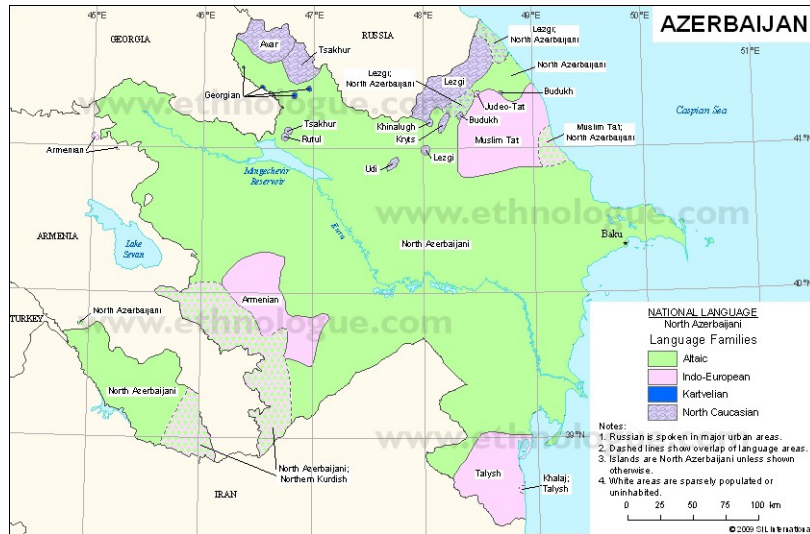 AZERBAIJAN
46°E
47°E
48°E
49°E
50°E
51°E
GEORGIA
RUSSIA
Avar
Tsakhur
Lezgi;
North Azerbaijani
North Azerbaijani
Lezgi;
North Azerbaijani
Lezgi
Georgian
Budukh
Judeo-Tat
Budukh
Caspian Sea
Tsakhur
Rutul
Khinalugh
Kryts
Muslim Tat
Muslim Tat;
North Azerbaijani
41°N
Armenian
Lezgi
Udi
Mingechevir
Reservoir
www.ethnologue.com
www.ethnologue.com
ARMENIA
Lake
Sevan
Kura
North Azerbaijani
Baku
40°N
Armenian
North Azerbaijani
TURKEY
www.ethnologue.com
www.ethnologue.com
North Azerbaijani
39°N
North Azerbaijani;
Northern Kurdish
IRAN
Talysh
Khalaj;
Talysh
NATIONAL LANGUAGE
North Azerbaijani
Language Families
Altaic
Indo-European
Kartvelian
North Caucasian
Notes:
1. Russian is spoken in major urban areas.
2. Dashed lines show overlap of language areas.
3. Islands are North Azerbaijani unless shown
otherwise.
4. White areas are sparsely populated or
uninhabited.
0 25 50 75 100 km
© 2009 SIL International